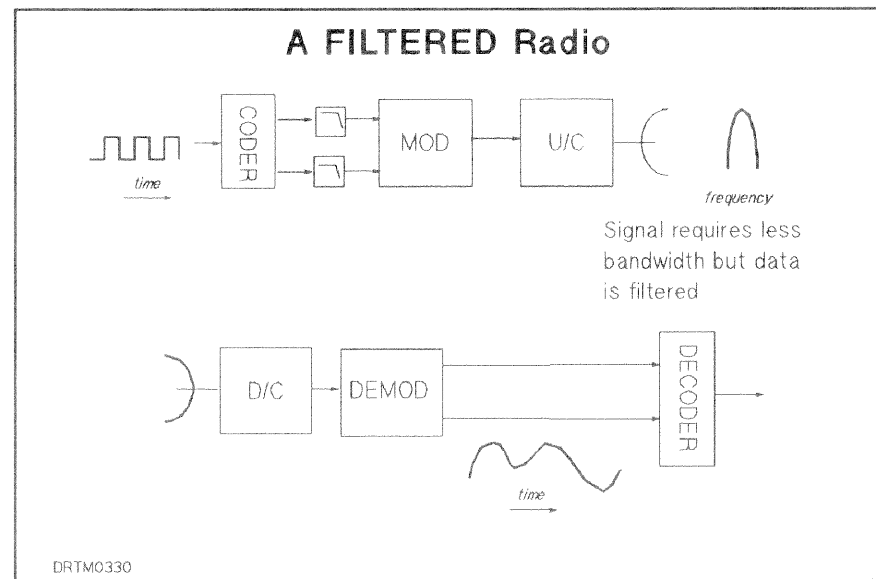 A FILTERED Radio
CODER
MOD
U/C
time
frequency
Signal requires less
bandwidth but data
is filtered
D/C
DEMOD
DECODER
time
DRTM0330